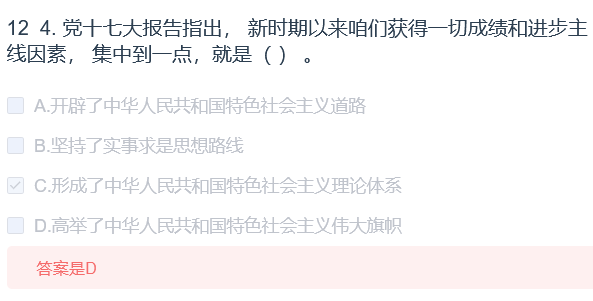 12 4. 党十七大报告指出， 新时期以来咱们获得一切成绩和进步主
线因素， 集中到一点，就是（ ） 。
A.开辟了中华人民共和国特色社会主义道路
B.坚持了实事求是思想路线
C.形成了中华人民共和国特色社会主义理论体系
D.高举了中华人民共和国特色社会主义伟大旗帜
答案是D